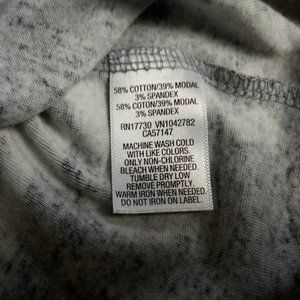 58% COTTON/39% MODAL
3% SPANDEX
58% COTTON/39% MODAL
3% SPANDEX
RN17730 VN1042782
CA57147
MACHINE WASH COLD
WITH LIKE COLORS.
ONLY NON-CHLORINE
BLEACH WHEN NEEDED.
TUMBLE DRY LOW
REMOVE PROMPTLY.
WARM IRON WHEN NEEDED.
DO NOT IRON ON LABEL.